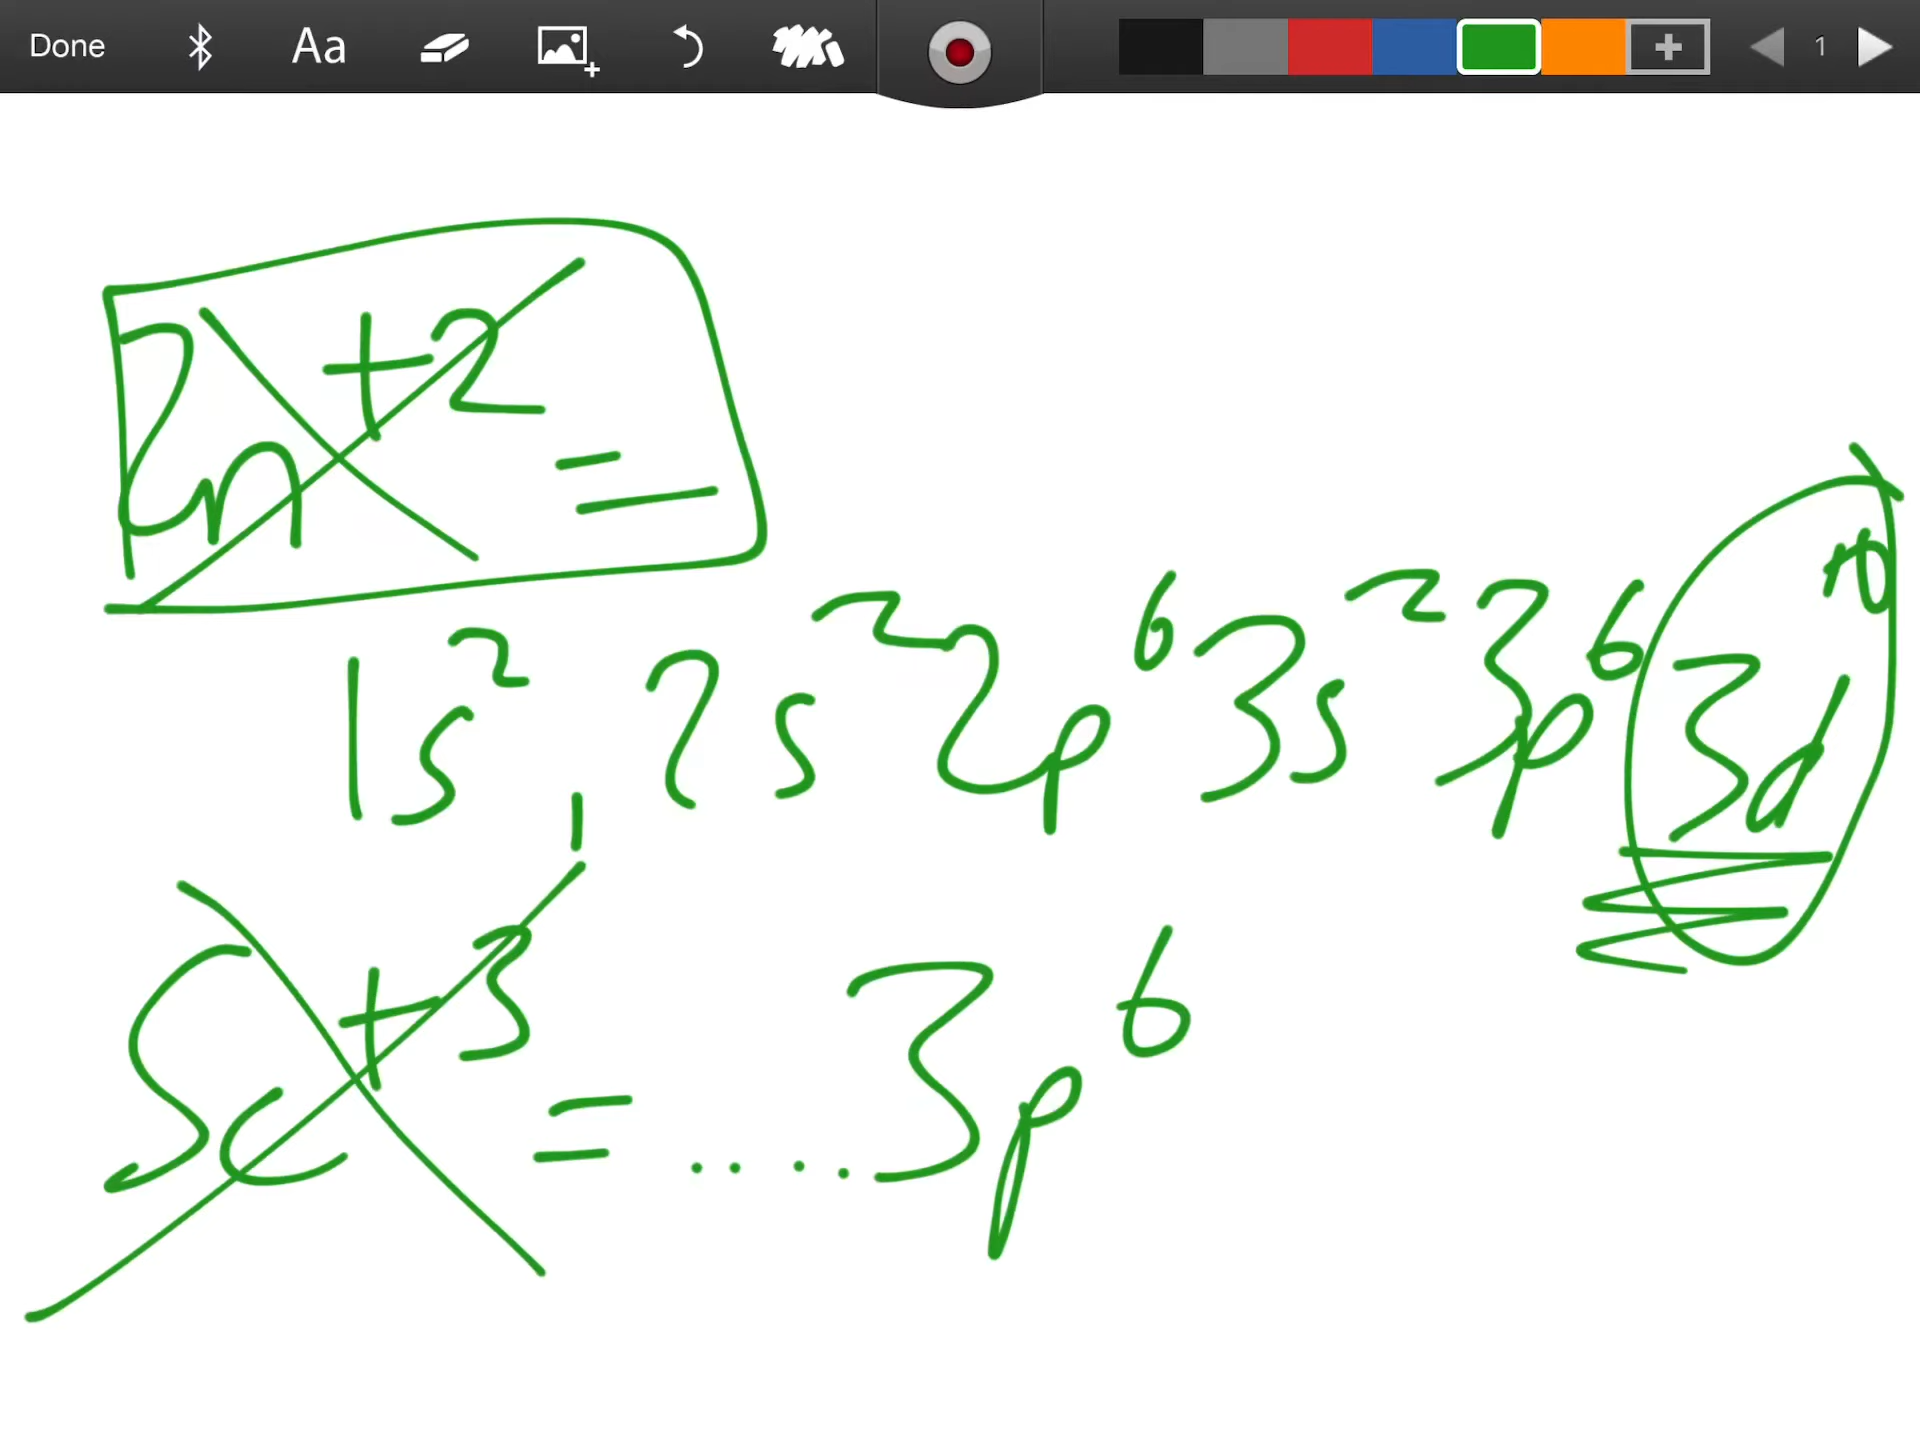 Done Aa 1
Zn +2 =
1s² 2s² 2p⁶ 3s² 3p⁶ 3d¹⁰
Sc +3 = .... 3p⁶